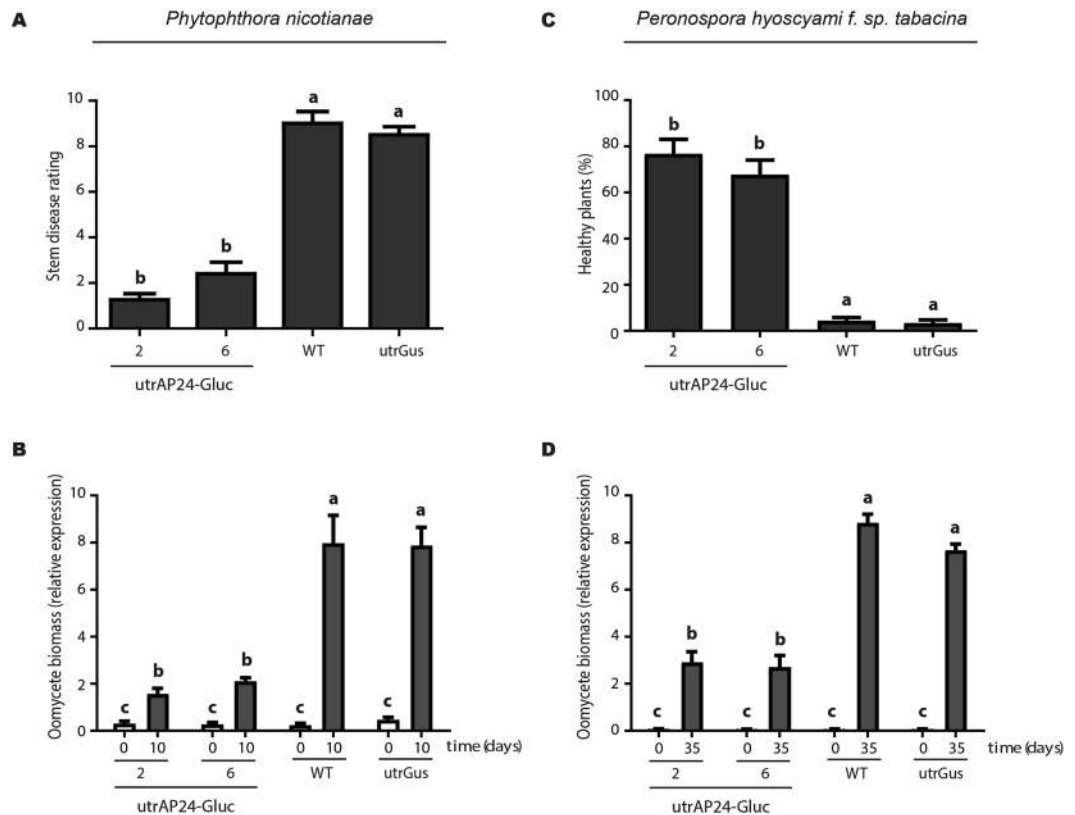 A
Phytophthora nicotianae
Stem disease rating
10
8
6
4
2
0
b
b
a
a
2
6
WT
utrGus
utrAP24-Gluc
C
Peronospora hyoscyami f. sp. tabacina
Healthy plants (%)
100
80
60
40
20
0
b
b
a
a
2
6
WT
utrGus
utrAP24-Gluc
B
Oomycete biomass (relative expression)
10
8
6
4
2
0
c b c b c a c a
0 10 0 10 0 10 0 10 time (days)
2 6 WT utrGus
utrAP24-Gluc
D
Oomycete biomass (relative expression)
10
8
6
4
2
0
c b c b c a c a
0 35 0 35 0 35 0 35 time (days)
2 6 WT utrGus
utrAP24-Gluc